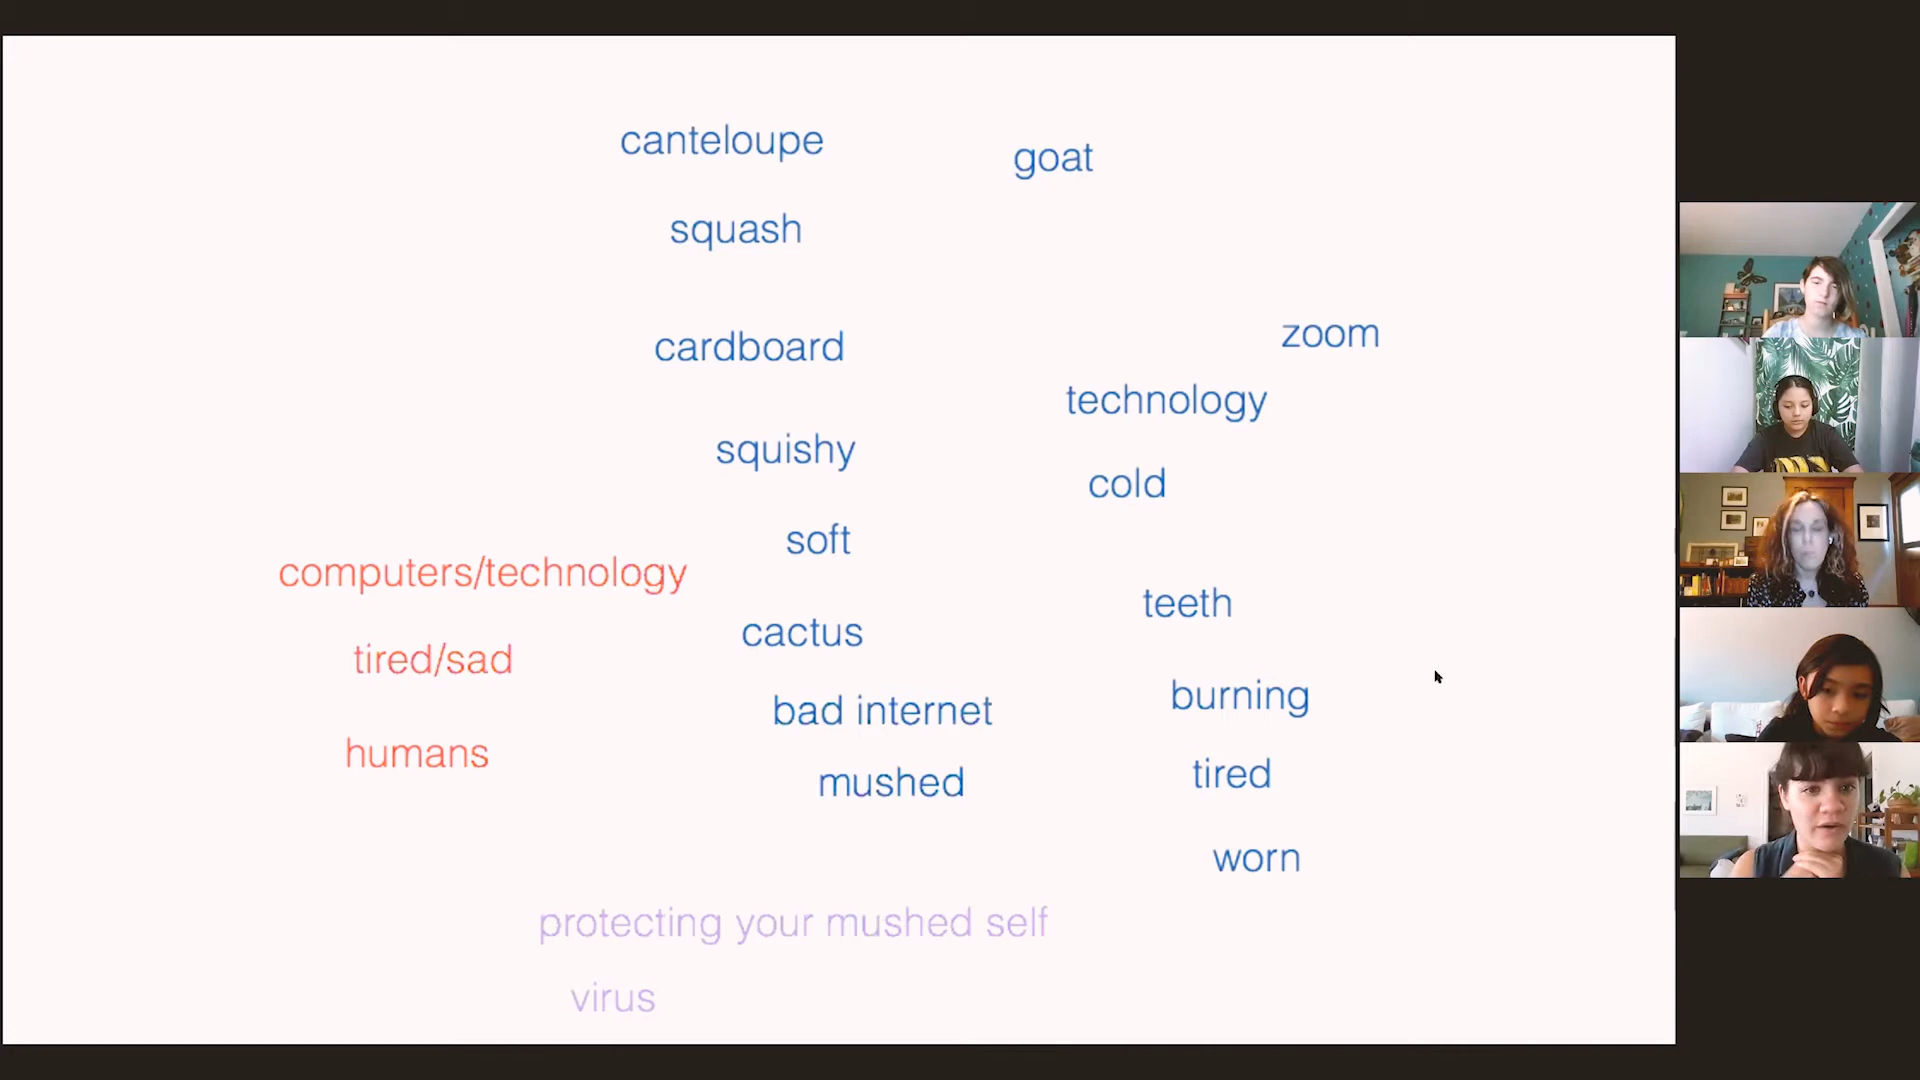 canteloupe
goat
squash
cardboard
zoom
technology
squishy
cold
soft
computers/technology
teeth
cactus
tired/sad
burning
bad internet
humans
tired
mushed
worn
protecting your mushed self
virus